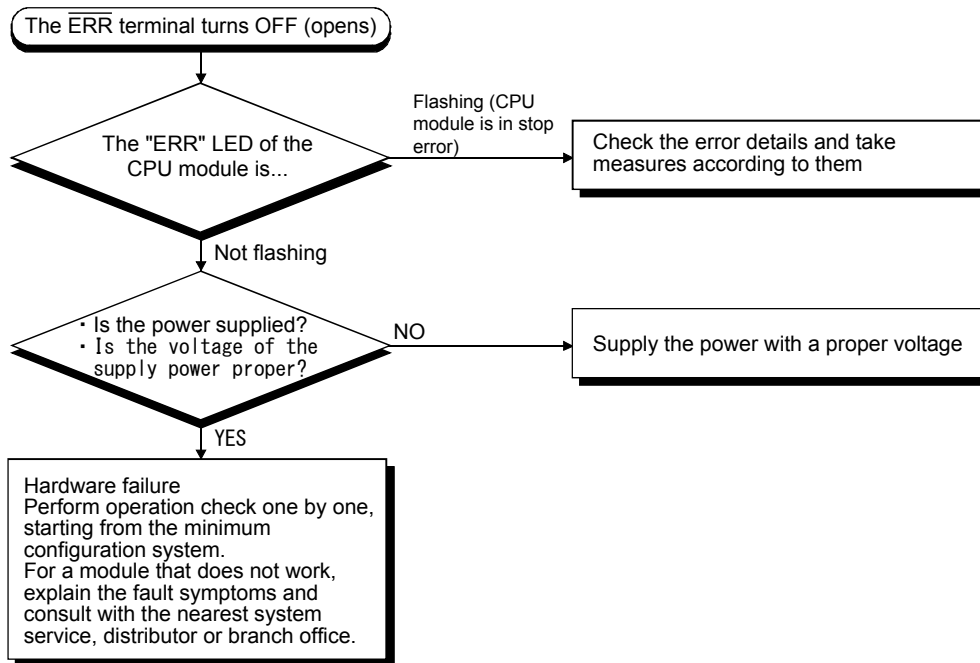 The ERR terminal turns OFF (opens)
The "ERR" LED of the
CPU module is...
Flashing (CPU
module is in stop
error)
Check the error details and take
measures according to them
Not flashing
・Is the power supplied?
・Is the voltage of the
supply power proper?
NO
Supply the power with a proper voltage
YES
Hardware failure
Perform operation check one by one,
starting from the minimum
configuration system.
For a module that does not work,
explain the fault symptoms and
consult with the nearest system
service, distributor or branch office.